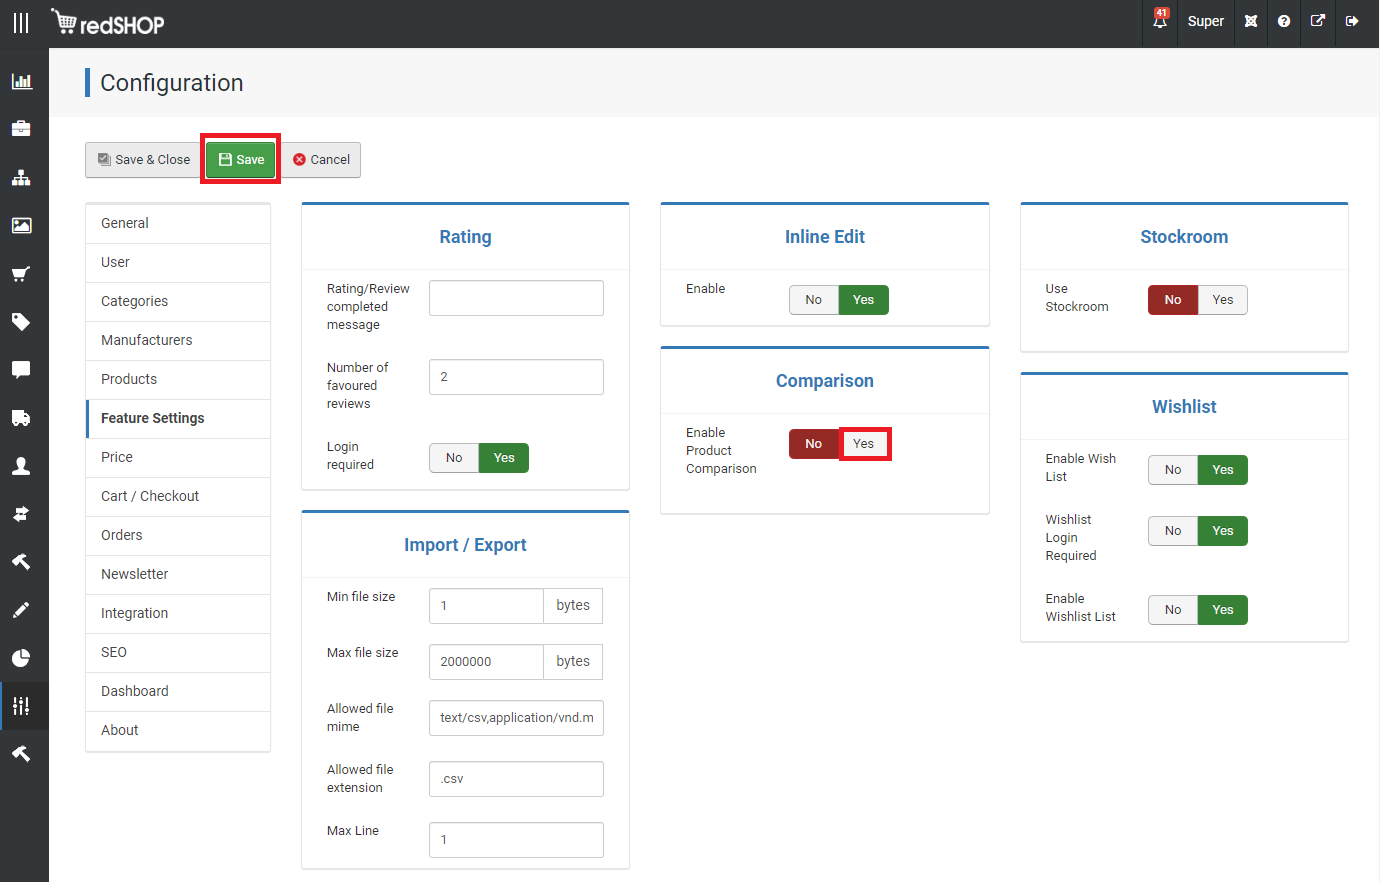 redSHOP
41
Super
Configuration
Save & Close
Save
Cancel
General
User
Categories
Manufacturers
Products
Feature Settings
Price
Cart / Checkout
Orders
Newsletter
Integration
SEO
Dashboard
About
Rating
Rating/Review
completed
message
Number of
favoured
reviews
2
Login
required
No Yes
Import / Export
Min file size
1 bytes
Max file size
2000000 bytes
Allowed file
mime
text/csv,application/vnd.m
Allowed file
extension
.csv
Max Line
1
Inline Edit
Enable
No Yes
Comparison
Enable
Product
Comparison
No Yes
Stockroom
Use
Stockroom
No Yes
Wishlist
Enable Wish
List
No Yes
Wishlist
Login
Required
No Yes
Enable
Wishlist List
No Yes